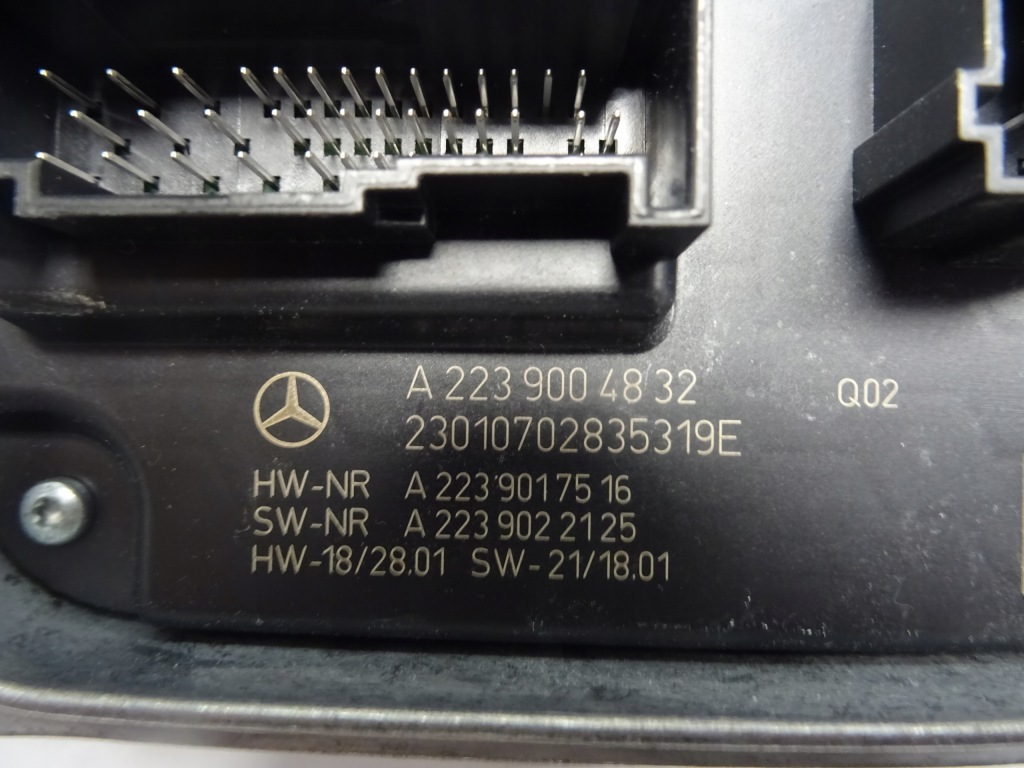 A 223 900 48 32 Q02
23010702835319E
HW-NR A 223 901 75 16
SW-NR A 223 902 21 25
HW-18/28.01 SW-21/18.01